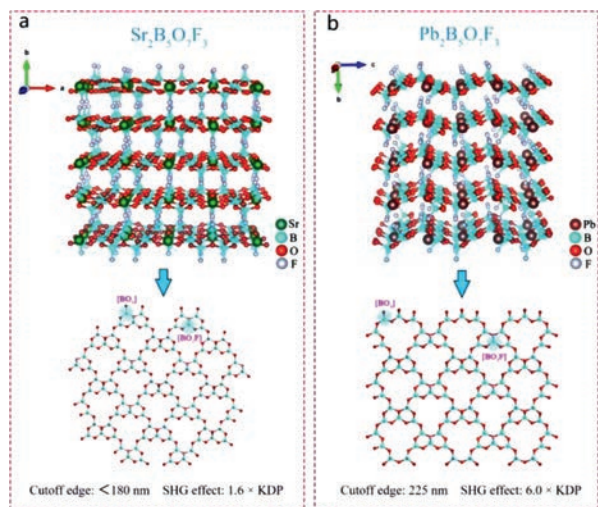 a
Sr₂B₅O₇F₃
b
a
Sr
B
O
F
[BO₃]
[BO₃F]
Cutoff edge: <180 nm SHG effect: 1.6 × KDP
b
Pb₂B₅O₇F₃
c
b
Pb
B
O
F
[BO₃]
[BO₃F]
Cutoff edge: 225 nm SHG effect: 6.0 × KDP